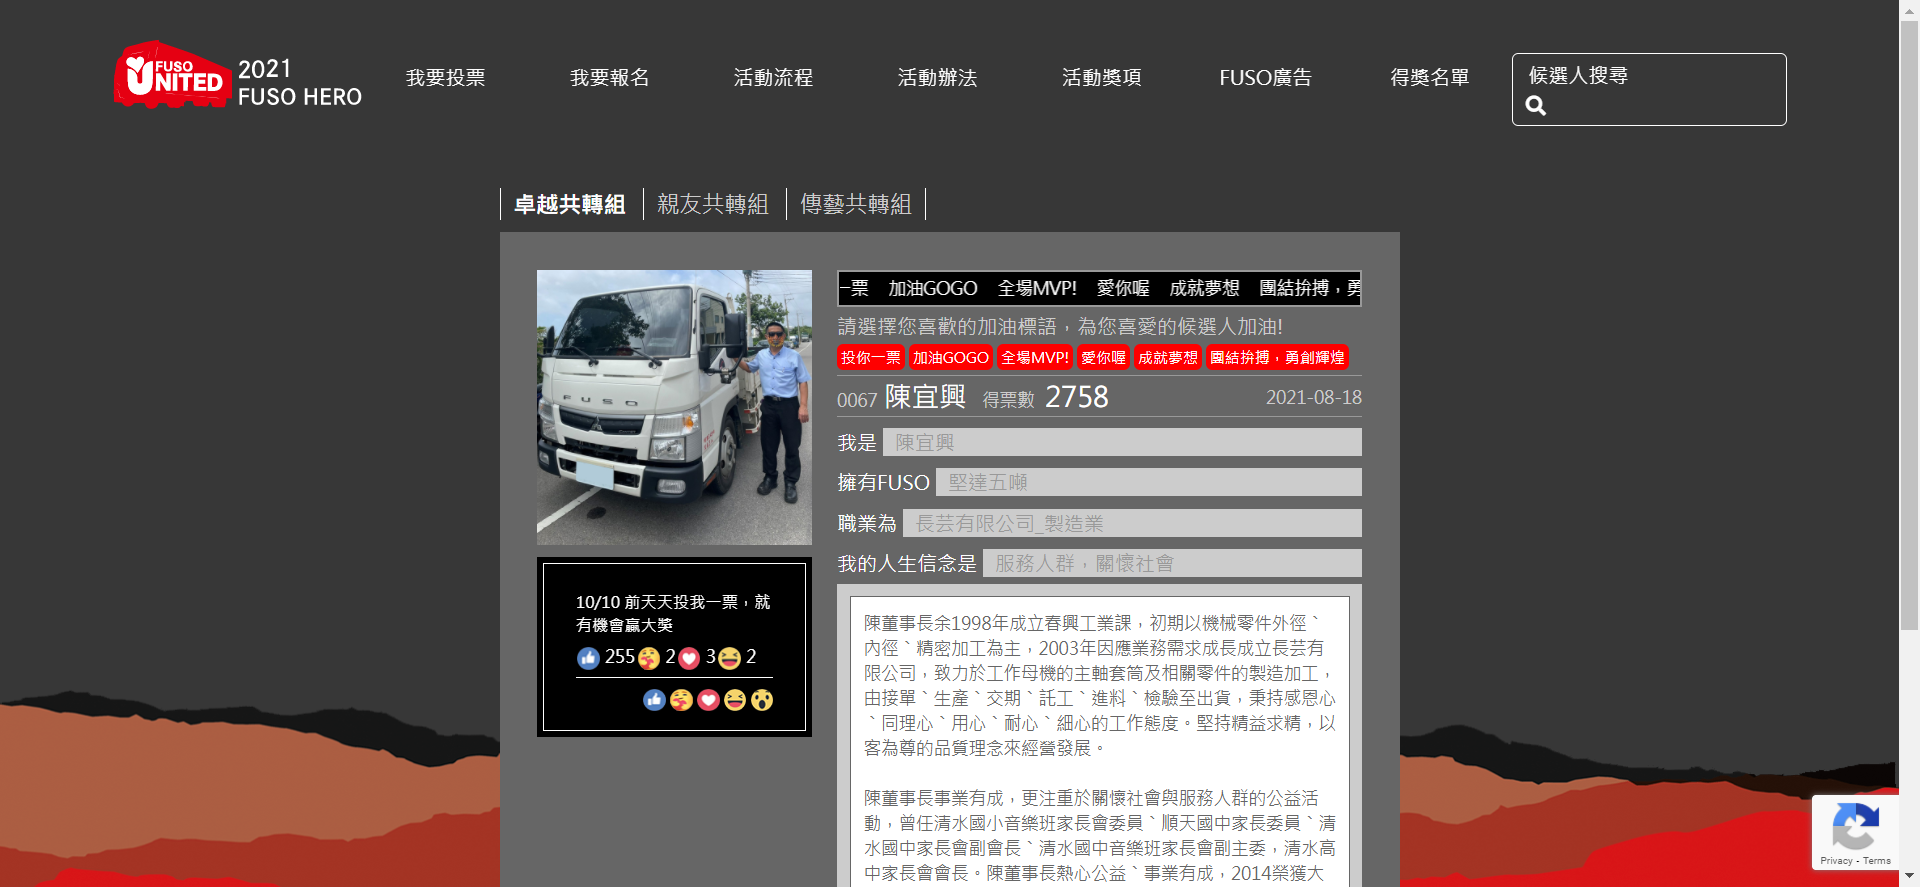 FUSO
UNITED
2021
FUSO HERO
我要投票
我要報名
活動流程
活動辦法
活動獎項
FUSO廣告
得獎名單
候選人搜尋
卓越共轉組
親友共轉組
傳藝共轉組
FUSO
一票 加油GOGO 全場MVP! 愛你喔 成就夢想 團結拚搏，勇
請選擇您喜歡的加油標語，為您喜愛的候選人加油!
投你一票 加油GOGO 全場MVP! 愛你喔 成就夢想 團結拚搏，勇創輝煌
0067 陳宜興 得票數 2758 2021-08-18
我是 陳宜興
擁有FUSO 堅達五噸
職業為 長芸有限公司_製造業
我的人生信念是 服務人群，關懷社會
10/10 前天天投我一票，就
有機會贏大獎
255 2 3 2
陳董事長余1998年成立春興工業課，初期以機械零件外徑、
內徑、精密加工為主，2003年因應業務需求成長成立長芸有
限公司，致力於工作母機的主軸套筒及相關零件的製造加工，
由接單、生產、交期、託工、進料、檢驗至出貨，秉持感恩心
、同理心、用心、耐心、細心的工作態度。堅持精益求精，以
客為尊的品質理念來經營發展。
陳董事長事業有成，更注重於關懷社會與服務人群的公益活
動，曾任清水國小音樂班家長會委員、順天國中家長委員、清
水國中家長會副會長、清水國中音樂班家長會副主委，清水高
中家長會會長。陳董事長熱心公益、事業有成，2014榮獲大
Privacy - Terms